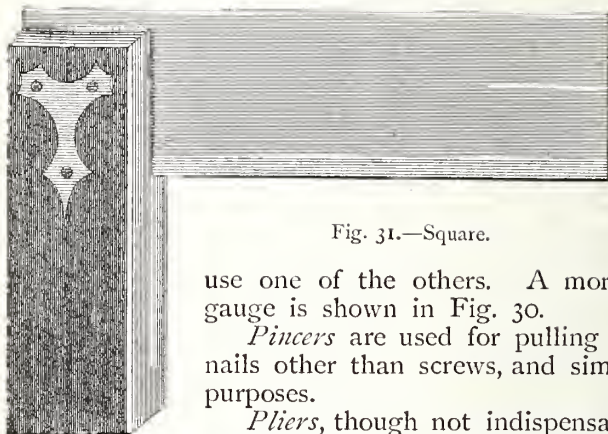 Fig. 31.—Square.
use one of the others. A mor
gauge is shown in Fig. 30.
Pincers are used for pulling
nails other than screws, and sim
purposes.
Pliers, though not indispensa